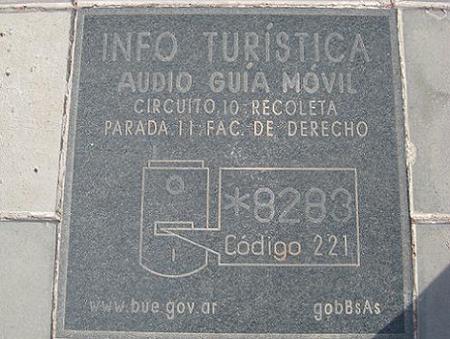 INFO TURÍSTICA
AUDIO GUÍA MÓVIL
CIRCUITO 10: RECOLETA
PARADA 11: FAC. DE DERECHO
*8283
Código 221
www.bue.gov.ar gobBsAs